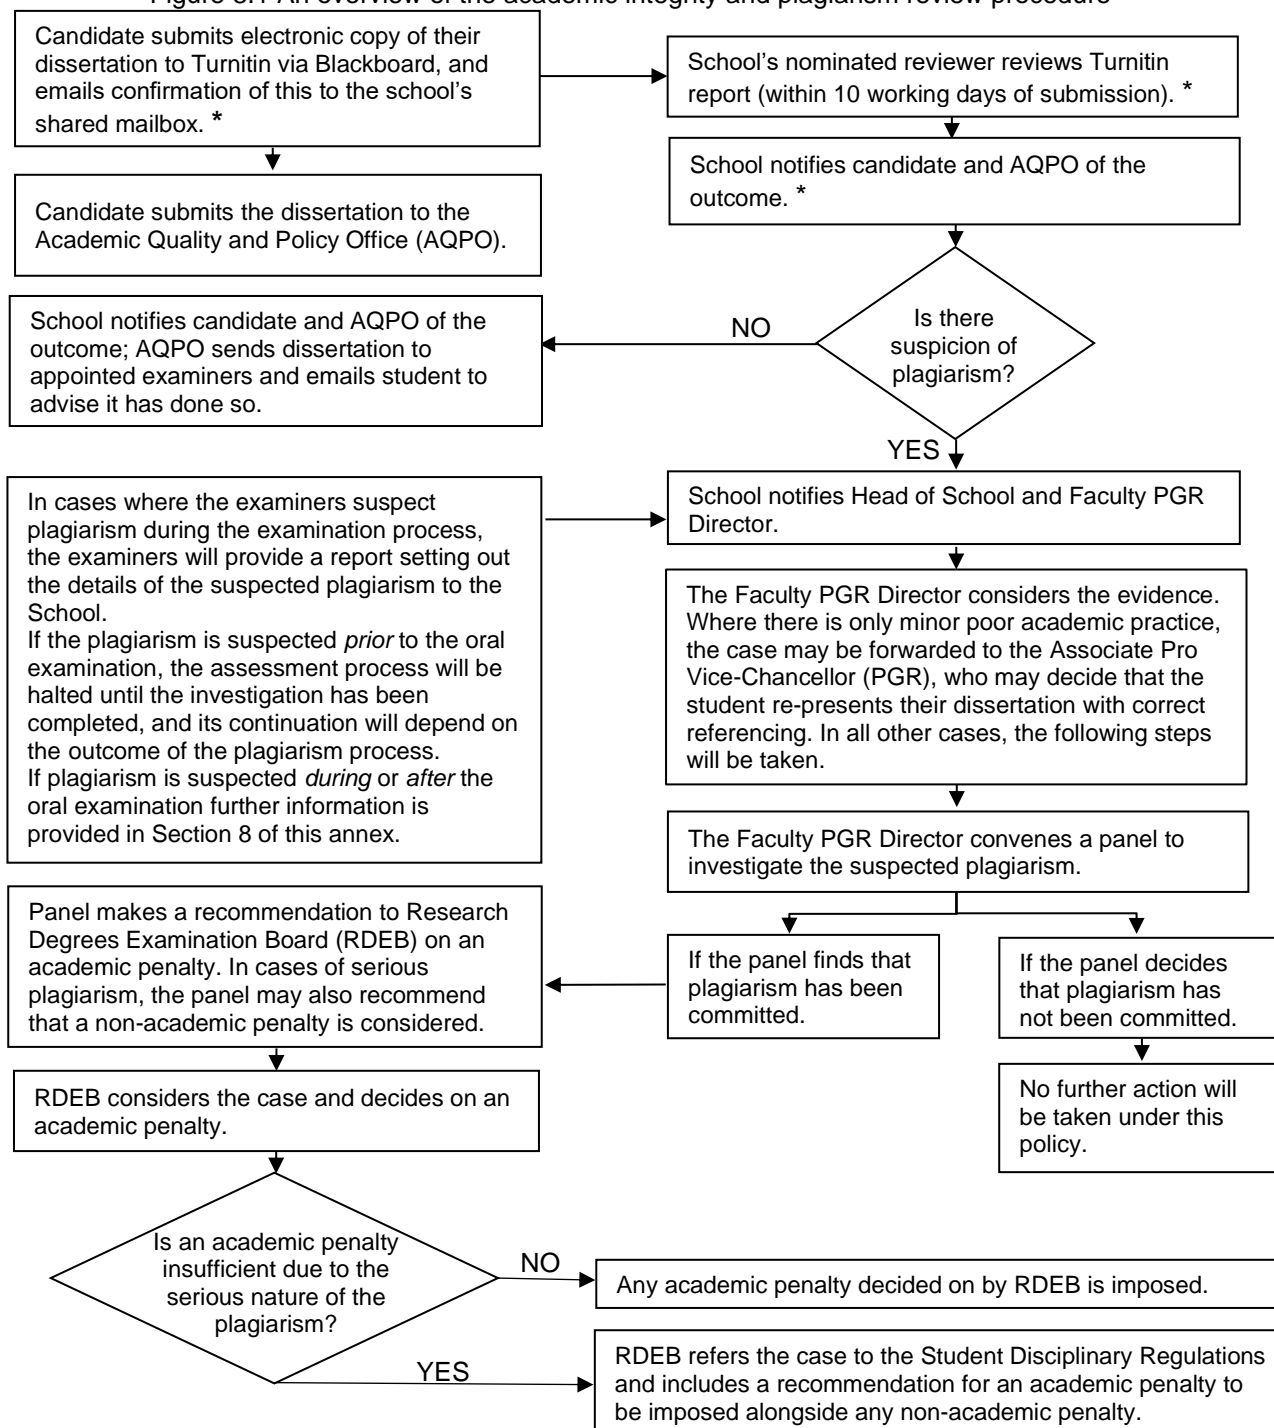 Figure 8.1 An overview of the academic integrity and plagiarism review procedure
Candidate submits electronic copy of their
dissertation to Turnitin via Blackboard, and
emails confirmation of this to the school's
shared mailbox. *
School's nominated reviewer reviews Turnitin
report (within 10 working days of submission). *
Candidate submits the dissertation to the
Academic Quality and Policy Office (AQPO).
School notifies candidate and AQPO of the
outcome. *
Is there
suspicion of
plagiarism?
NO
School notifies candidate and AQPO of the
outcome; AQPO sends dissertation to
appointed examiners and emails student to
advise it has done so.
YES
School notifies Head of School and Faculty PGR
Director.
In cases where the examiners suspect
plagiarism during the examination process,
the examiners will provide a report setting out
the details of the suspected plagiarism to the
School.
If the plagiarism is suspected prior to the oral
examination, the assessment process will be
halted until the investigation has been
completed, and its continuation will depend on
the outcome of the plagiarism process.
If plagiarism is suspected during or after the
oral examination further information is
provided in Section 8 of this annex.
The Faculty PGR Director considers the evidence.
Where there is only minor poor academic practice,
the case may be forwarded to the Associate Pro
Vice-Chancellor (PGR), who may decide that the
student re-presents their dissertation with correct
referencing. In all other cases, the following steps
will be taken.
The Faculty PGR Director convenes a panel to
investigate the suspected plagiarism.
If the panel finds that
plagiarism has been
committed.
If the panel decides
that plagiarism has
not been committed.
Panel makes a recommendation to Research
Degrees Examination Board (RDEB) on an
academic penalty. In cases of serious
plagiarism, the panel may also recommend
that a non-academic penalty is considered.
No further action will
be taken under this
policy.
RDEB considers the case and decides on an
academic penalty.
Is an academic penalty
insufficient due to the
serious nature of the
plagiarism?
NO
Any academic penalty decided on by RDEB is imposed.
YES
RDEB refers the case to the Student Disciplinary Regulations
and includes a recommendation for an academic penalty to
be imposed alongside any non-academic penalty.